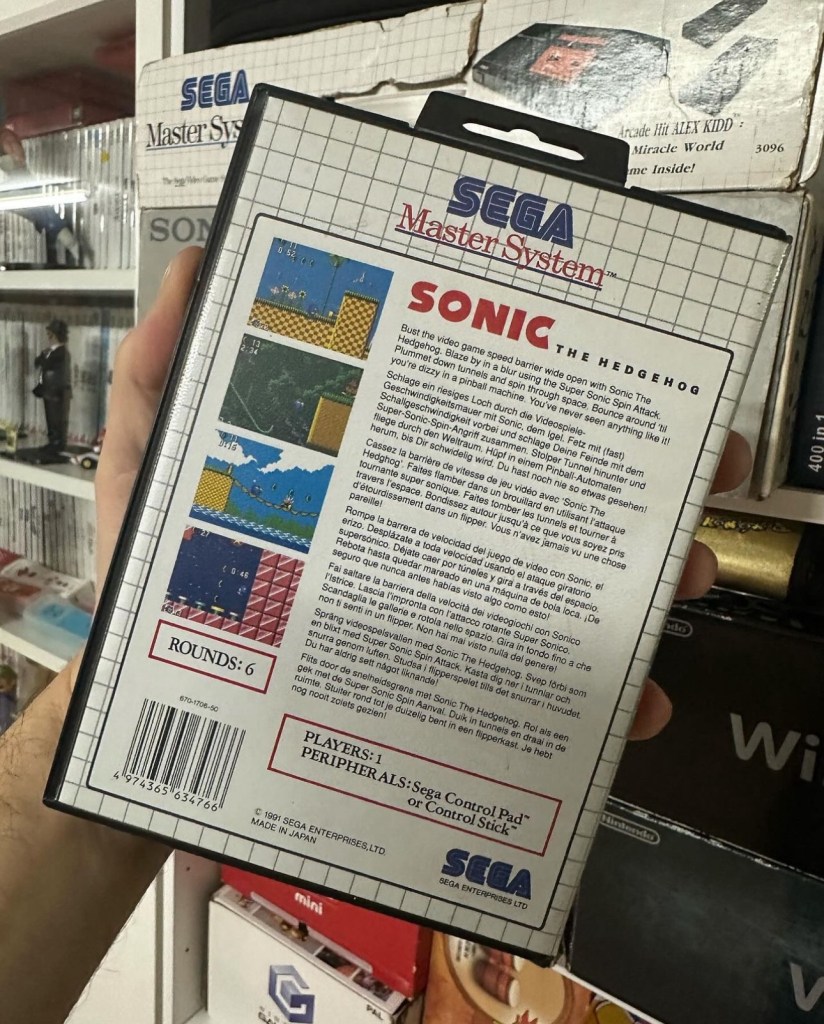 SEGA
Master Sys
Arcade Hit ALEX KIDD™:
Miracle World
3096
me Inside!
SON
SEGA
Master System™
SONIC
THE HEDGEHOG
Bust the video game speed barrier wide open with Sonic The
Hedgehog. Blaze by in a blur using the Super Sonic Spin Attack.
Plummet down tunnels and spin through space. Bounce around 'til
you're dizzy in a pinball machine. You've never seen anything like it!
Schlage ein riesiges Loch durch die Videospiele-
Geschwindigkeitsmauer mit Sonic, dem Igel. Fetz mit (fast)
Schallgeschwindigkeit vorbei und schlage Deine Feinde mit dem
Super-Sonic-Spin-Angriff zusammen. Stolper Tunnel hinunter und
fliege durch den Weltraum. Hüpf in einem Pinball-Automaten
herum, bis Dir schwidelig wird. Du hast noch nie so etwas gesehen!
Cassez la barrière de vitesse de jeu vidéo avec 'Sonic The
Hedgehog'. Faites flamber dans un brouillard en utilisant l'attaque
tournante super sonique. Faites tomber les tunnels et tourner à
travers l'espace. Bondissez autour jusqu'à ce que vous soyez pris
d'étourdissement dans un flipper. Vous n'avez jamais vu une chose
pareille!
Rompe la barrera de velocidad del juego de video con Sonic, el
erizo. Desplázate a toda velocidad usando el ataque giratorio
supersónico. Déjate caer por túneles y gira a través del espacio.
Rebota hasta quedar mareado en una máquina de bola loca. ¡De
seguro que nunca antes habías visto algo como esto!
Fai saltare la barriera della velocità dei videogiochi con Sonico
l'Istrice. Lascia l'impronta con l'attacco rotante Super Sonico.
Scandaglia le gallerie e rotola nello spazio. Gira in tondo fino a che
non ti senti in un flipper. Non hai mai visto nulla del genere!
Spräng videospelsvallen med Sonic The Hedgehog. Svep förbi som
en blixt med Super Sonic Spin Attack. Kasta dig ner i tunnlar och
snurra genom luften. Studsa i flipperspelet tills det snurrar i huvudet.
Du har aldrig sett något liknande!
Flits door de snelheidsgrens met Sonic The Hedgehog. Rol als een
gek met de Super Sonic Spin Aanval. Duik in tunnels en draai in de
ruimte. Stuiter rond tot je duizelig bent in een flipperkast. Je hebt
nog nooit zoiets gezien!
ROUNDS: 6
670-1706-50
4 974365 634766
PLAYERS: 1
PERIPHERALS: Sega Control Pad™
or Control Stick™
© 1991 SEGA ENTERPRISES, LTD.
MADE IN JAPAN
SEGA
SEGA ENTERPRISES LTD
400 in 1
Wi
Nintendo
mini
PAL